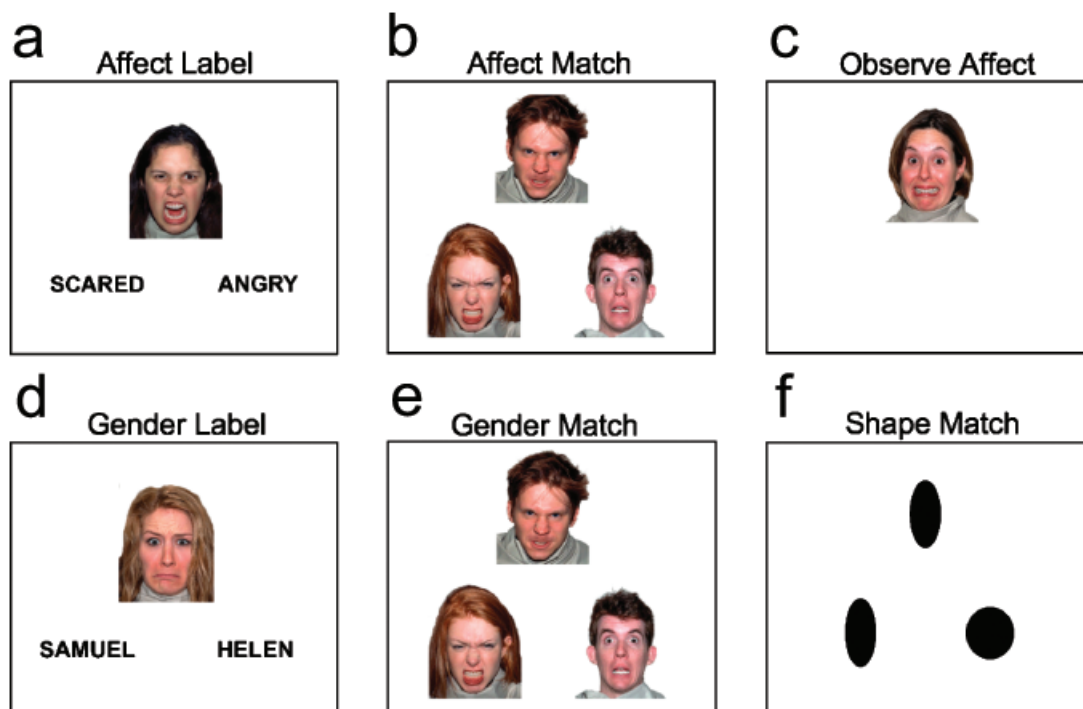 a
Affect Label
SCARED ANGRY
b
Affect Match
c
Observe Affect
d
Gender Label
SAMUEL HELEN
e
Gender Match
f
Shape Match